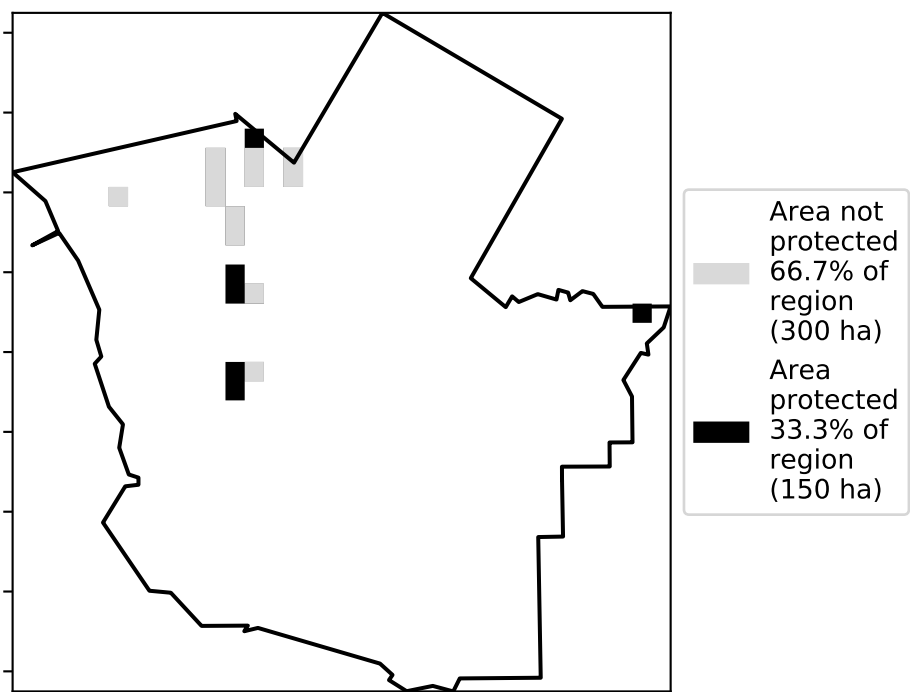 Area not
protected
66.7% of
region
(300 ha)
Area
protected
33.3% of
region
(150 ha)